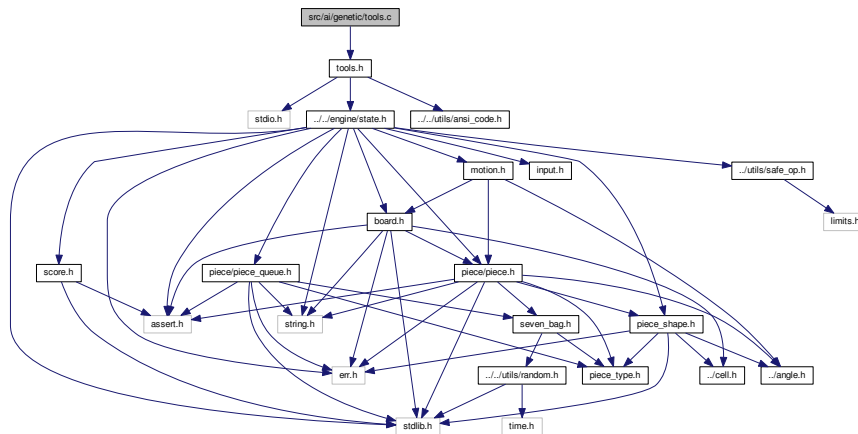 src/ai/genetic/tools.c
tools.h
stdio.h
../../engine/state.h
../../utils/ansi_code.h
motion.h
input.h
../utils/safe_op.h
board.h
limits.h
score.h
piece/piece_queue.h
piece/piece.h
assert.h
string.h
seven_bag.h
piece_shape.h
err.h
../../utils/random.h
piece_type.h
../cell.h
../angle.h
stdlib.h
time.h